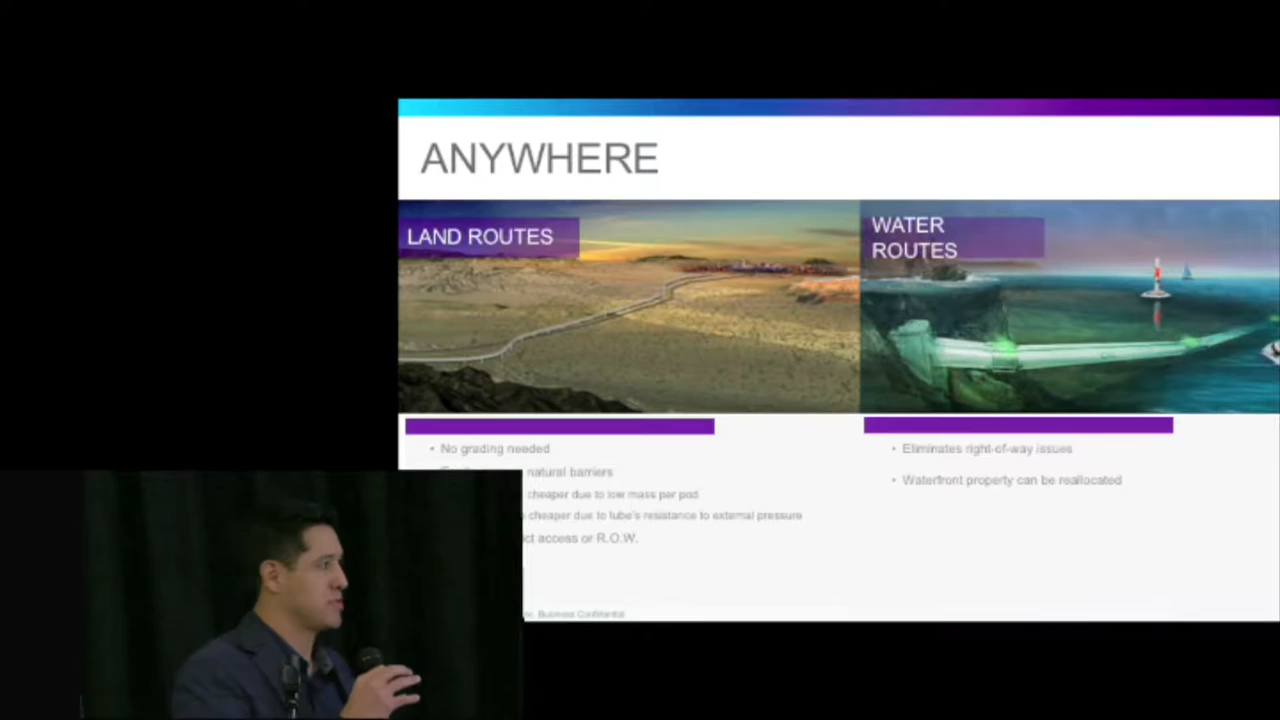 ANYWHERE
LAND ROUTES
WATER
ROUTES
• No grading needed
natural barriers
cheaper due to low mass per pod
cheaper due to tube's resistance to external pressure
access or R.O.W.
Business Confidential
• Eliminates right-of-way issues
• Waterfront property can be reallocated